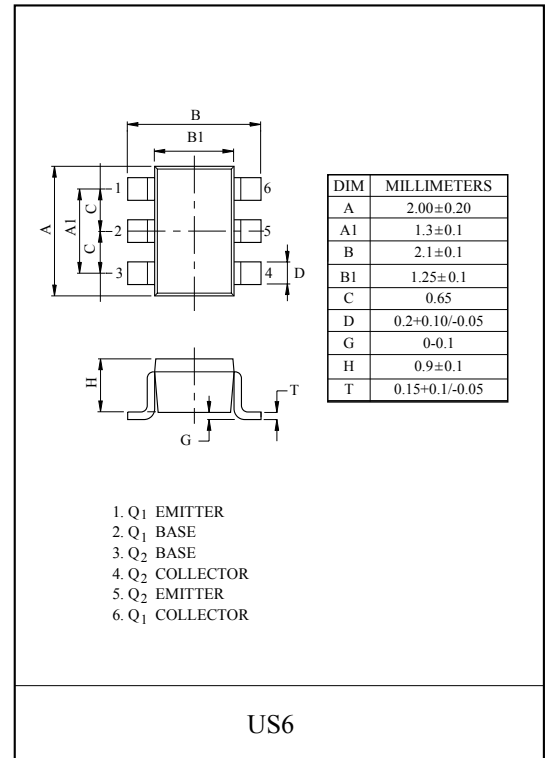 B
B1
1
6
A
A1
C
C
2
5
3
4
D
DIM MILLIMETERS
A 2.00±0.20
A1 1.3±0.1
B 2.1±0.1
B1 1.25±0.1
C 0.65
D 0.2+0.10/-0.05
G 0-0.1
H 0.9±0.1
T 0.15+0.1/-0.05
H
T
G
1. Q1 EMITTER
2. Q1 BASE
3. Q2 BASE
4. Q2 COLLECTOR
5. Q2 EMITTER
6. Q1 COLLECTOR
US6